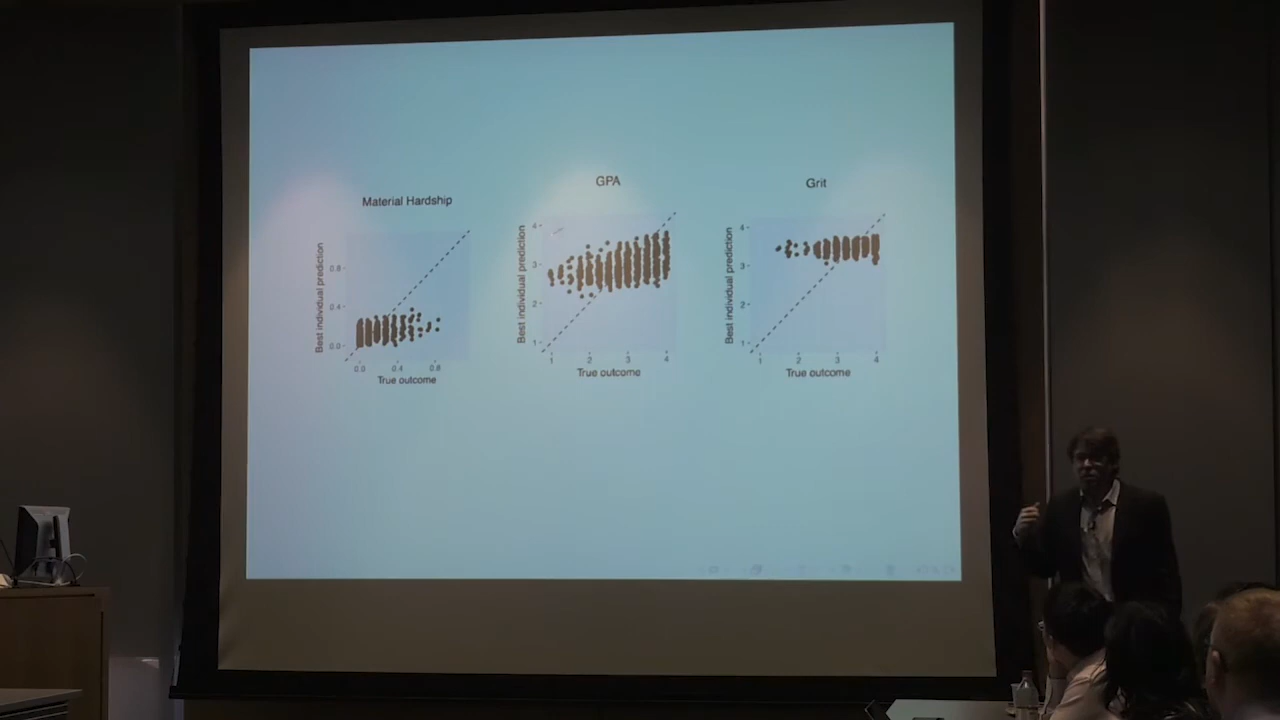 Material Hardship
Best individual prediction
0.8
0.4
0.0
0.0 0.4 0.8
True outcome
GPA
Best individual prediction
4
3
2
1
1 2 3 4
True outcome
Grit
Best individual prediction
4
3
2
1
1 2 3 4
True outcome